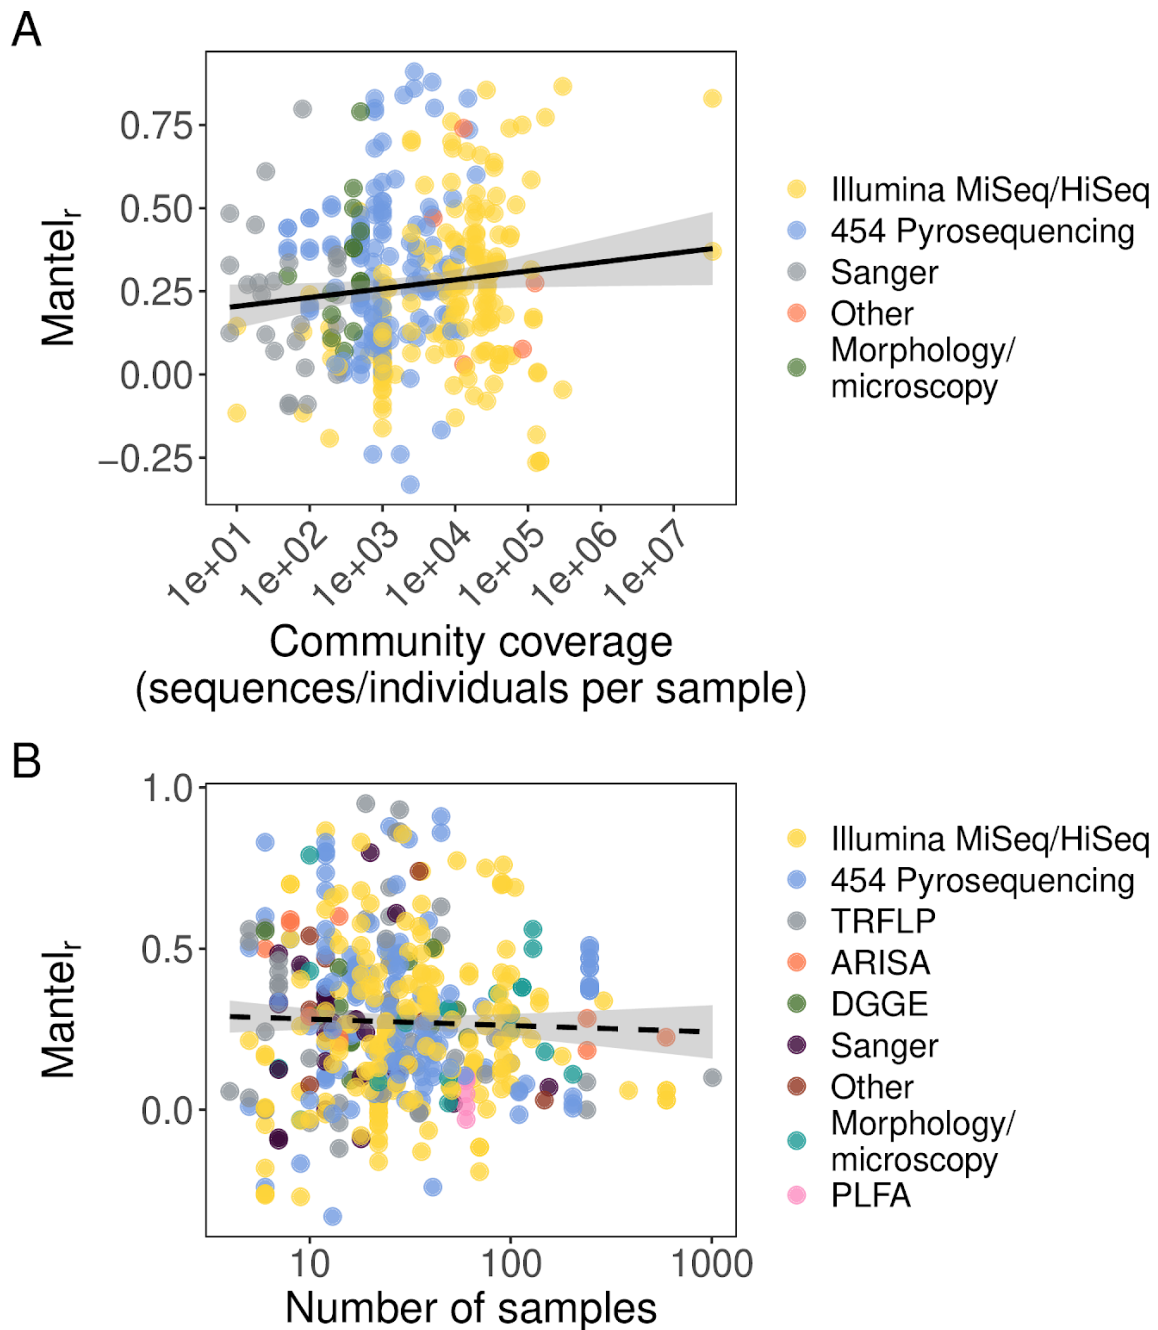 A
0.75
0.50
0.25
0.00
−0.25
Mantelr
1e+01
1e+02
1e+03
1e+04
1e+05
1e+06
1e+07
Community coverage
(sequences/individuals per sample)
Illumina MiSeq/HiSeq
454 Pyrosequencing
Sanger
Other
Morphology/
microscopy
B
1.0
0.5
0.0
Mantelr
10
100
1000
Number of samples
Illumina MiSeq/HiSeq
454 Pyrosequencing
TRFLP
ARISA
DGGE
Sanger
Other
Morphology/
microscopy
PLFA